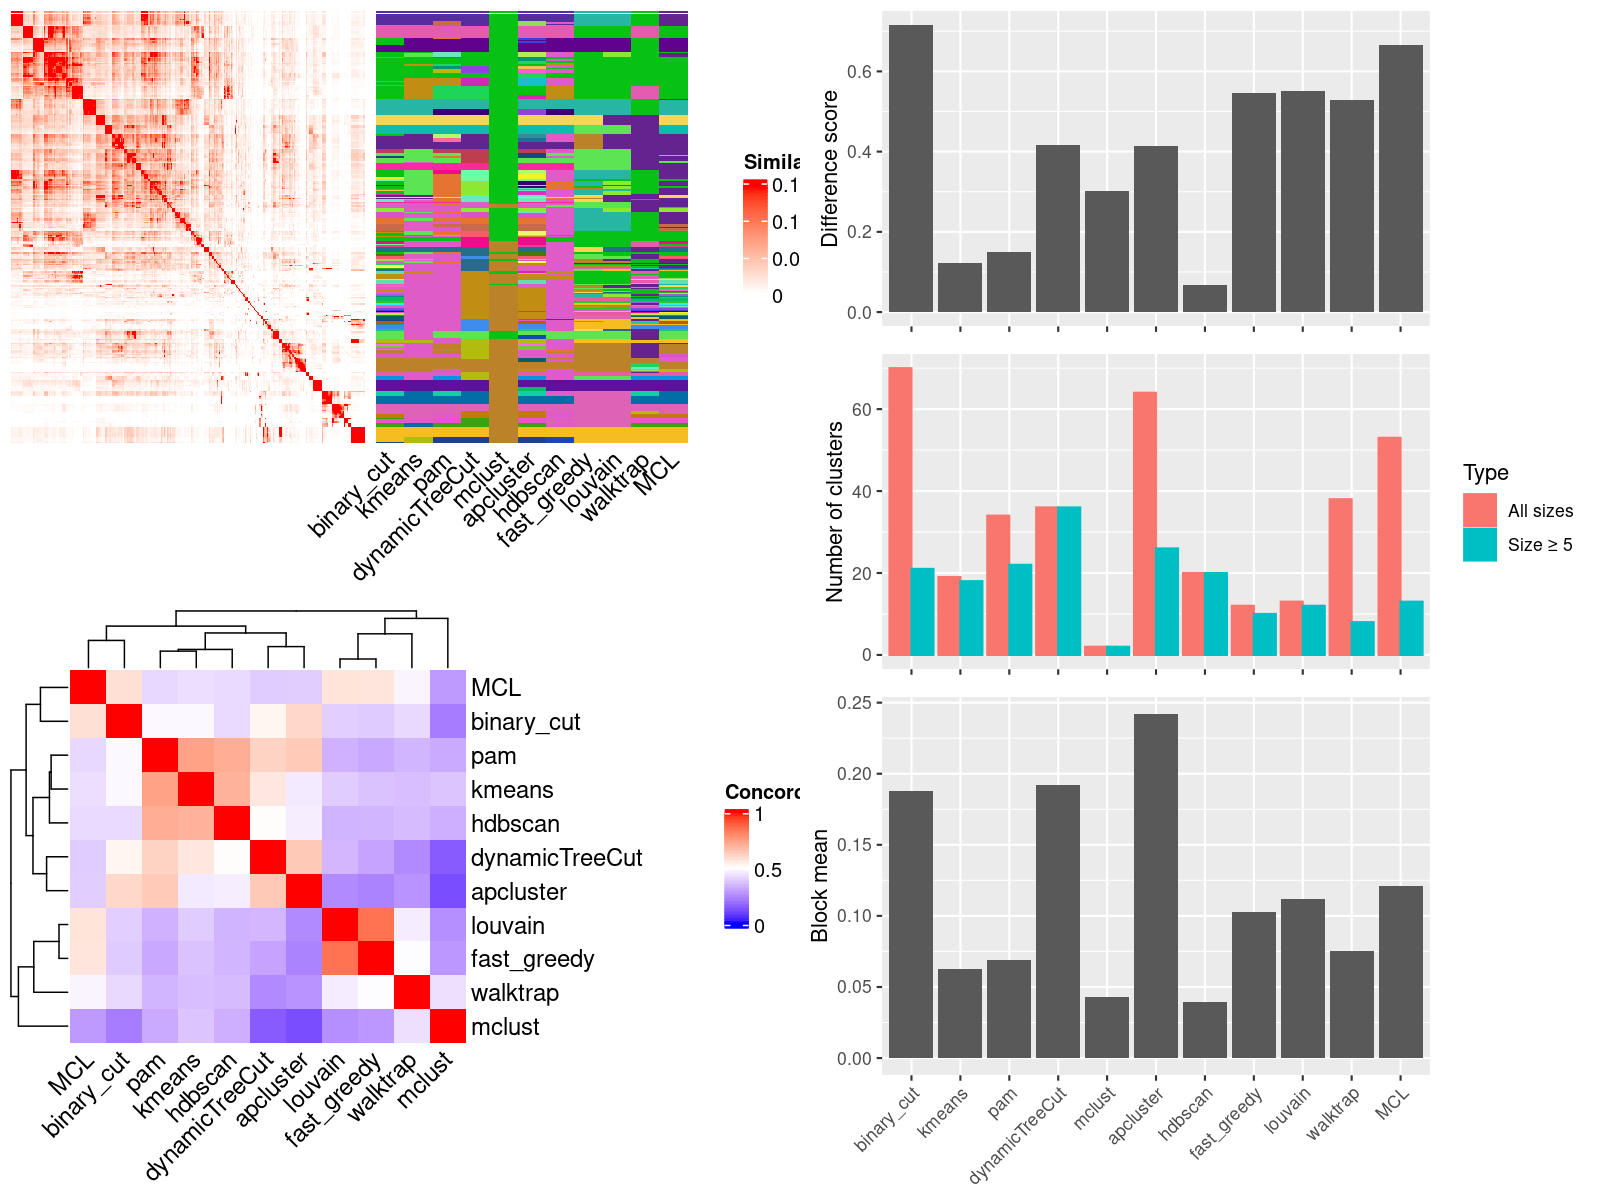 Simila
0.1
0.1
0.0
0
binary_cut
kmeans
pam
dynamicTreeCut
mclust
apcluster
hdbscan
fast_greedy
louvain
walktrap
MCL
MCL
binary_cut
pam
kmeans
hdbscan
dynamicTreeCut
apcluster
louvain
fast_greedy
walktrap
mclust
MCL
binary_cut
pam
kmeans
hdbscan
dynamicTreeCut
apcluster
louvain
fast_greedy
walktrap
mclust
Concord
1
0.5
0
Difference score
0.6
0.4
0.2
0.0
Number of clusters
60
40
20
0
Type
All sizes
Size ≥ 5
Block mean
0.25
0.20
0.15
0.10
0.05
0.00
binary_cut
kmeans
pam
dynamicTreeCut
mclust
apcluster
hdbscan
fast_greedy
louvain
walktrap
MCL